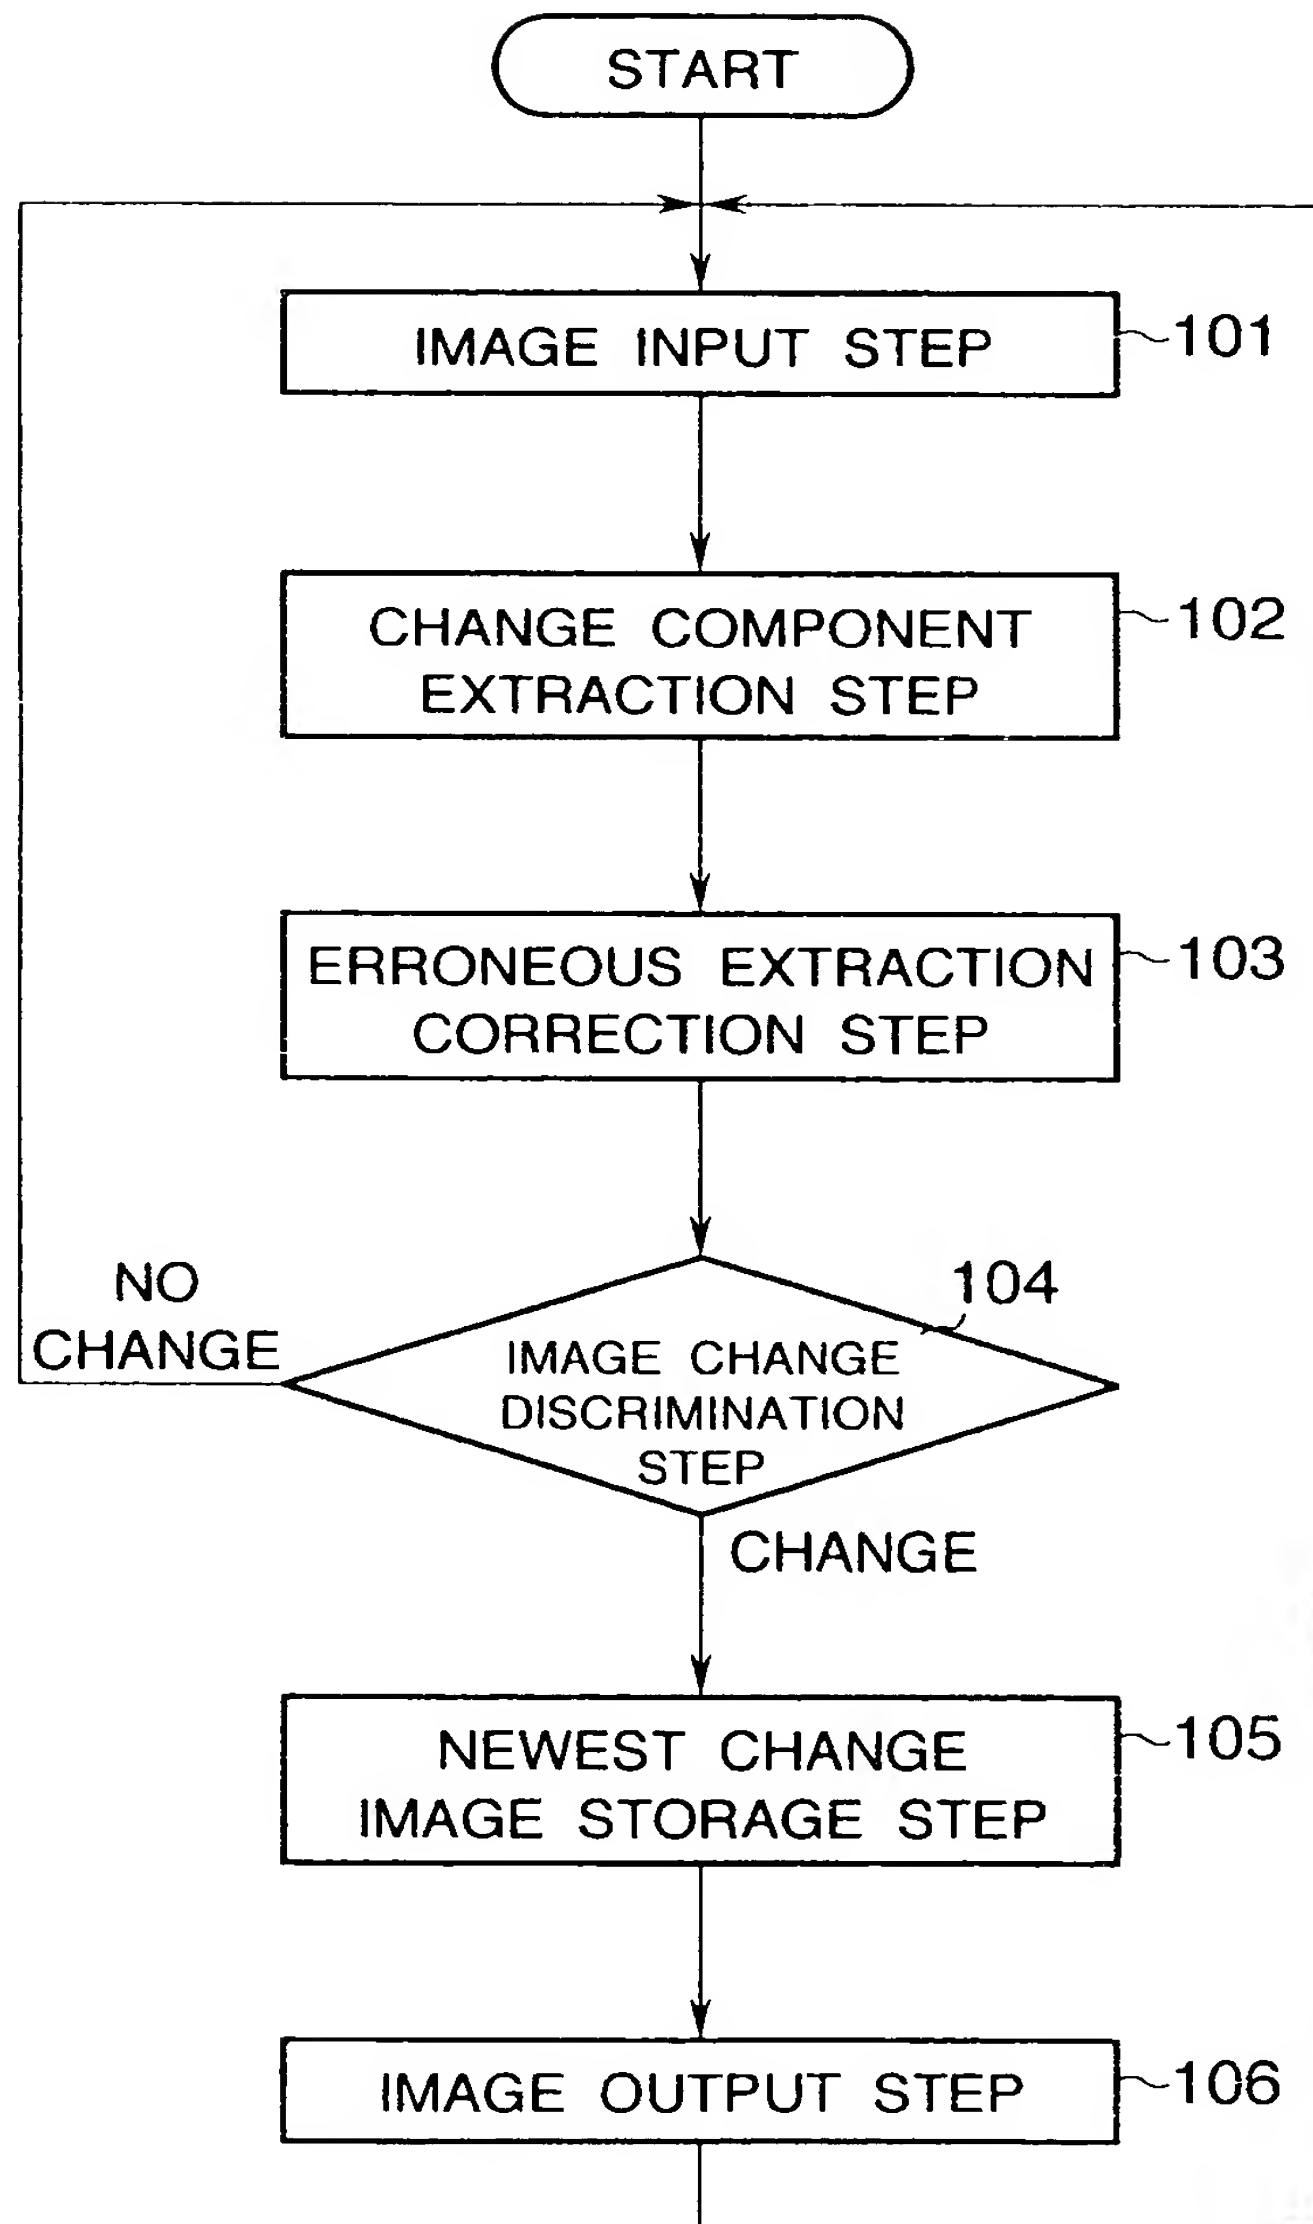 START
IMAGE INPUT STEP
101
CHANGE COMPONENT
EXTRACTION STEP
102
ERRONEOUS EXTRACTION
CORRECTION STEP
103
NO
CHANGE
104
IMAGE CHANGE
DISCRIMINATION
STEP
CHANGE
NEWEST CHANGE
IMAGE STORAGE STEP
105
IMAGE OUTPUT STEP
106